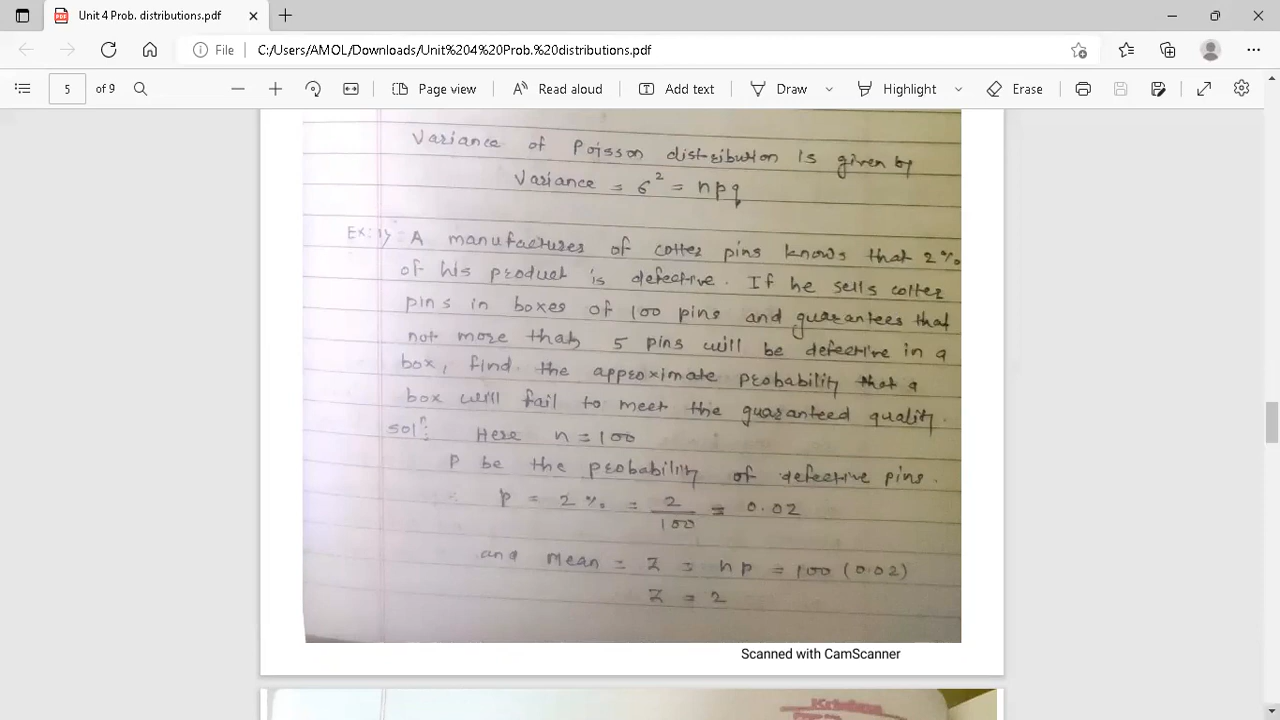 Unit 4 Prob. distributions.pdf
File C:/Users/AMOL/Downloads/Unit%204%20Prob.%20distributions.pdf
5 of 9 Page view Read aloud Add text Draw Highlight Erase
Variance of Poisson distribution is given by
Variance = σ² = npq
Ex: 1) A manufactures of cotter pins knows that 2%
of his product is defective. If he sells cotter
pins in boxes of 100 pins and guarantees that
not more than 5 pins will be defective in a
box, find the approximate probability that a
box will fail to meet the guaranteed quality.
Solⁿ: Here n = 100
P be the probability of defective pins.
∴ p = 2 % = 2/100 = 0.02
and Mean = Z = np = 100 (0.02)
Z = 2
Scanned with CamScanner
Krishna